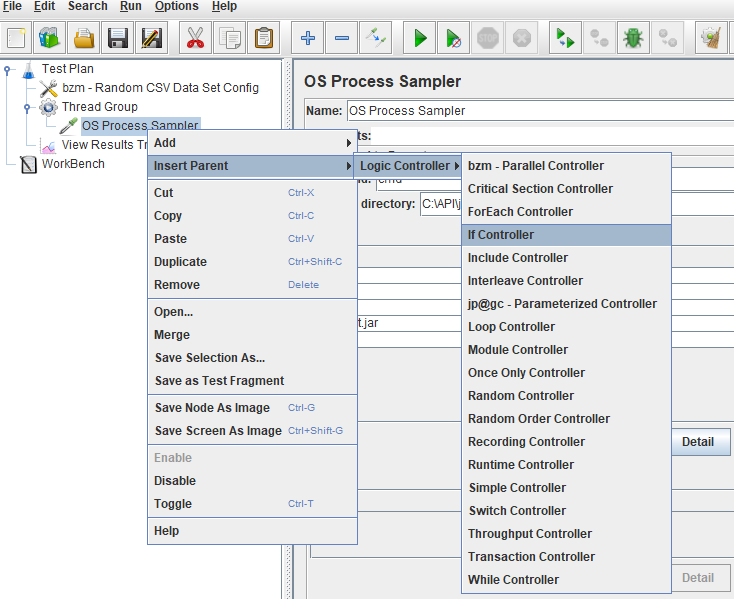 File Edit Search Run Options Help
Test Plan
bzm - Random CSV Data Set Config
Thread Group
OS Process Sampler
View Results Tr
WorkBench
OS Process Sampler
Name: OS Process Sampler
ts:
directory: C:\API\j
t.jar
Detail
Detail
Add
Insert Parent
Cut Ctrl-X
Copy Ctrl-C
Paste Ctrl-V
Duplicate Ctrl+Shift-C
Remove Delete
Open...
Merge
Save Selection As...
Save as Test Fragment
Save Node As Image Ctrl-G
Save Screen As Image Ctrl+Shift-G
Enable
Disable
Toggle Ctrl-T
Help
Logic Controller
bzm - Parallel Controller
Critical Section Controller
ForEach Controller
If Controller
Include Controller
Interleave Controller
jp@gc - Parameterized Controller
Loop Controller
Module Controller
Once Only Controller
Random Controller
Random Order Controller
Recording Controller
Runtime Controller
Simple Controller
Switch Controller
Throughput Controller
Transaction Controller
While Controller